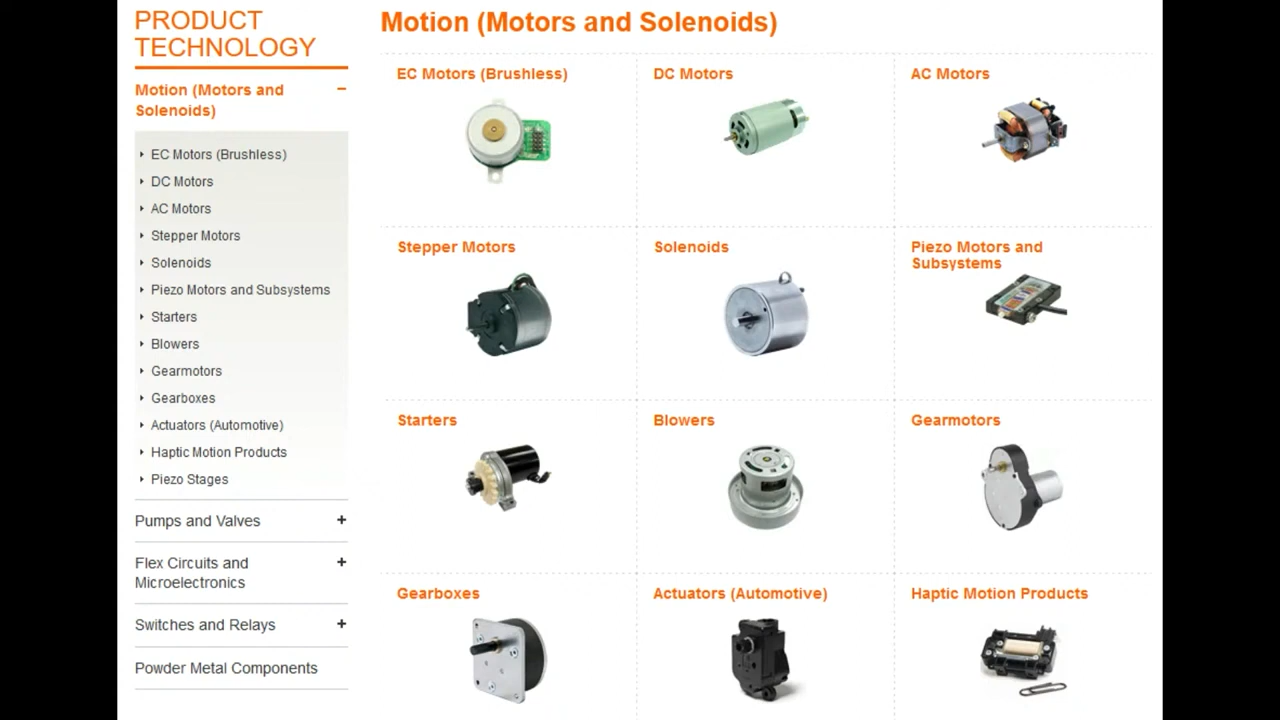 PRODUCT
TECHNOLOGY
Motion (Motors and
Solenoids)
EC Motors (Brushless)
DC Motors
AC Motors
Stepper Motors
Solenoids
Piezo Motors and Subsystems
Starters
Blowers
Gearmotors
Gearboxes
Actuators (Automotive)
Haptic Motion Products
Piezo Stages
Pumps and Valves
Flex Circuits and
Microelectronics
Switches and Relays
Powder Metal Components
Motion (Motors and Solenoids)
EC Motors (Brushless)
DC Motors
AC Motors
Stepper Motors
Solenoids
Piezo Motors and
Subsystems
Starters
Blowers
Gearmotors
Gearboxes
Actuators (Automotive)
Haptic Motion Products